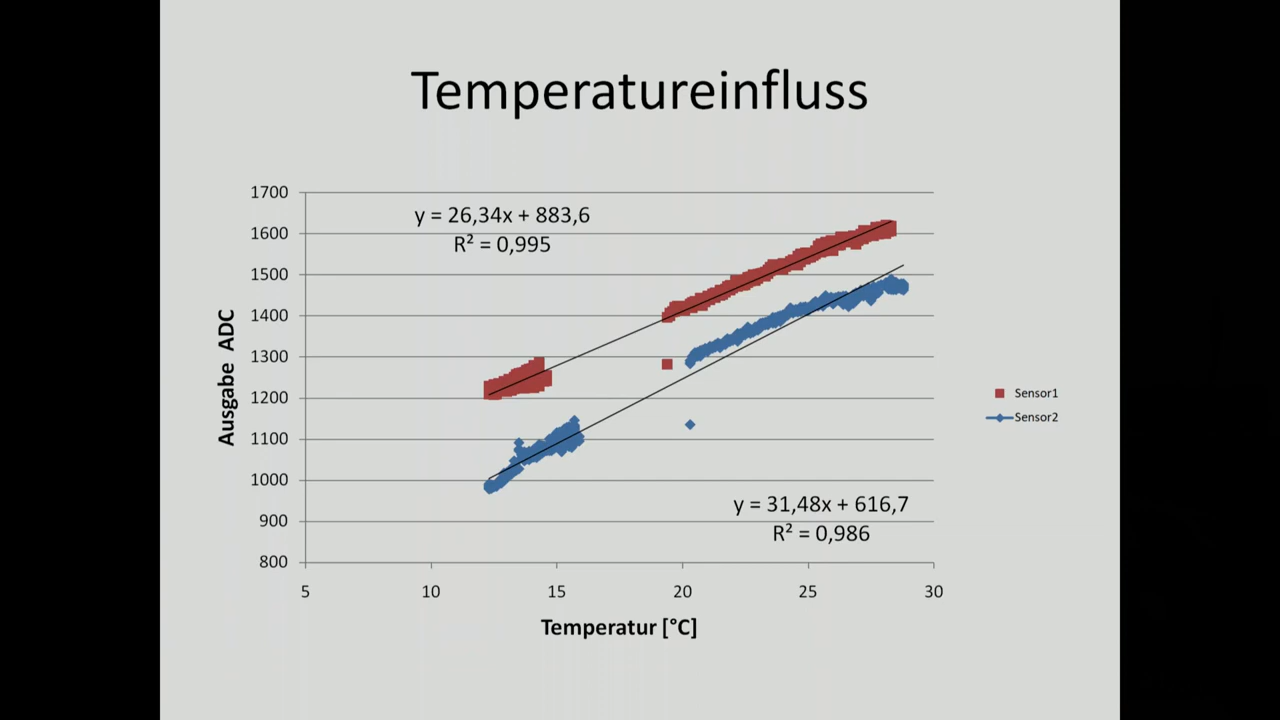 Temperatureinfluss
y = 26,34x + 883,6
R² = 0,995
1700
1600
1500
1400
1300
1200
1100
1000
900
800
Ausgabe ADC
y = 31,48x + 616,7
R² = 0,986
Sensor1
Sensor2
5 10 15 20 25 30
Temperatur [°C]